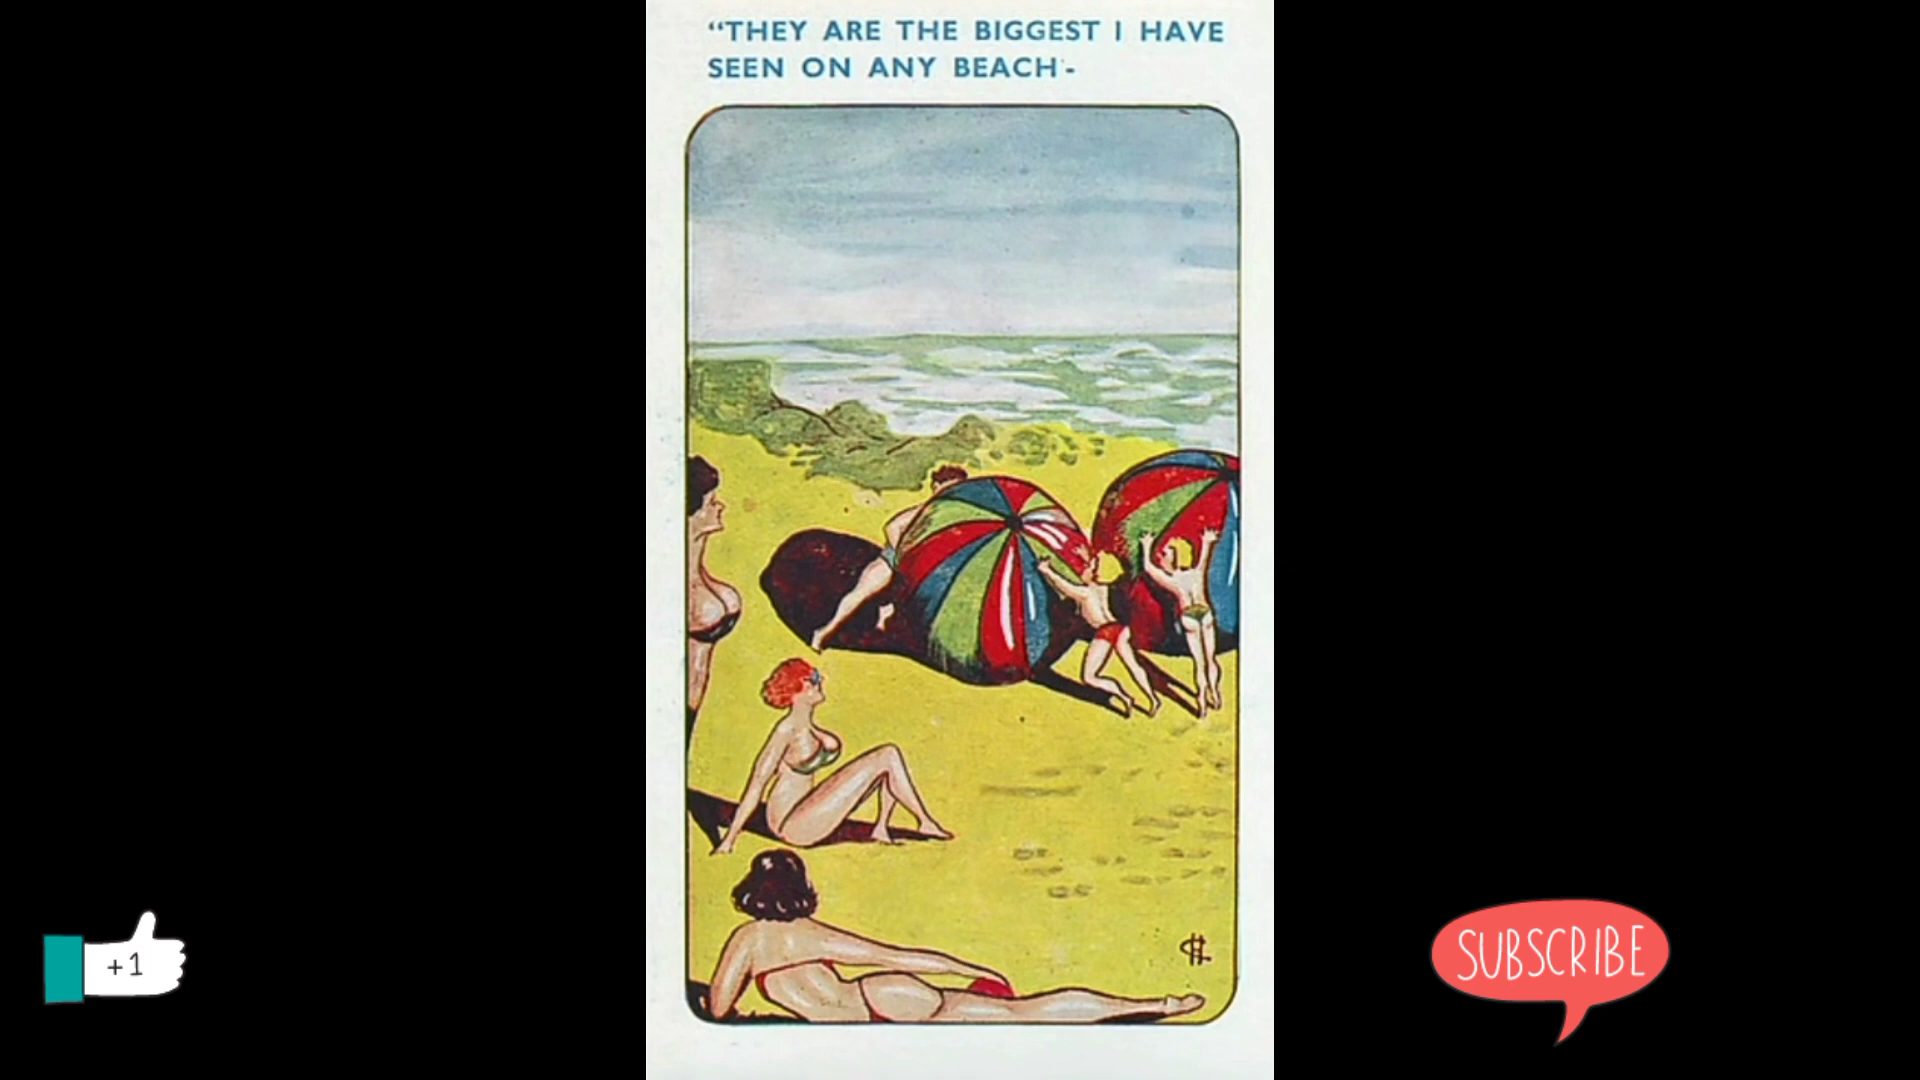 “THEY ARE THE BIGGEST I HAVE
SEEN ON ANY BEACH-
+1
SUBSCRIBE